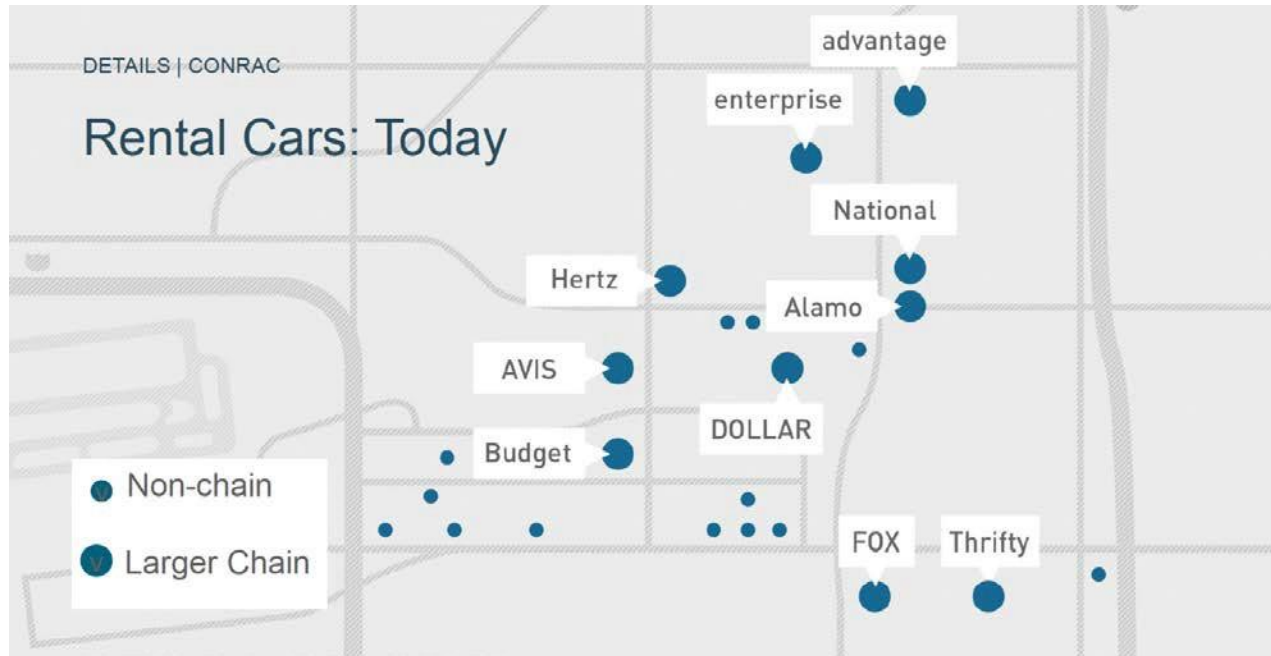 DETAILS | CONRAC
Rental Cars: Today
advantage
enterprise
National
Hertz
Alamo
AVIS
DOLLAR
Budget
v Non-chain
v Larger Chain
FOX
Thrifty